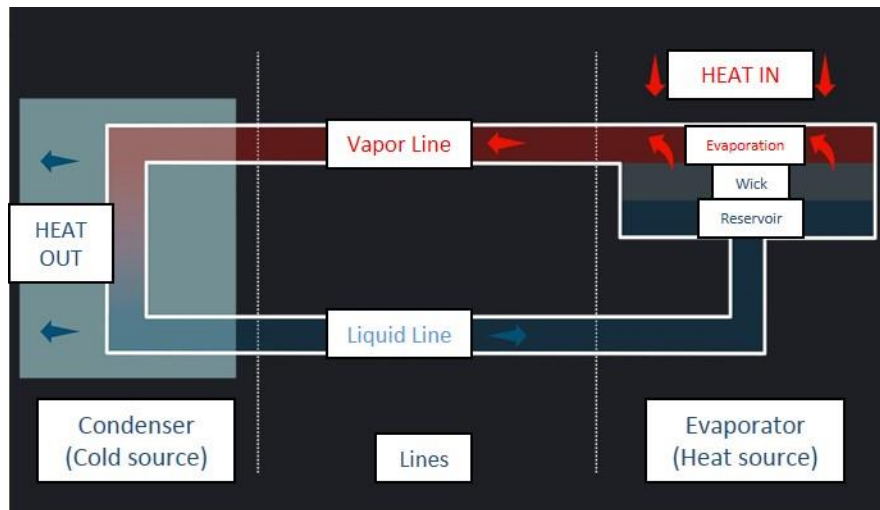 HEAT IN
Vapor Line
Evaporation
Wick
Reservoir
HEAT
OUT
Liquid Line
Condenser
(Cold source)
Lines
Evaporator
(Heat source)